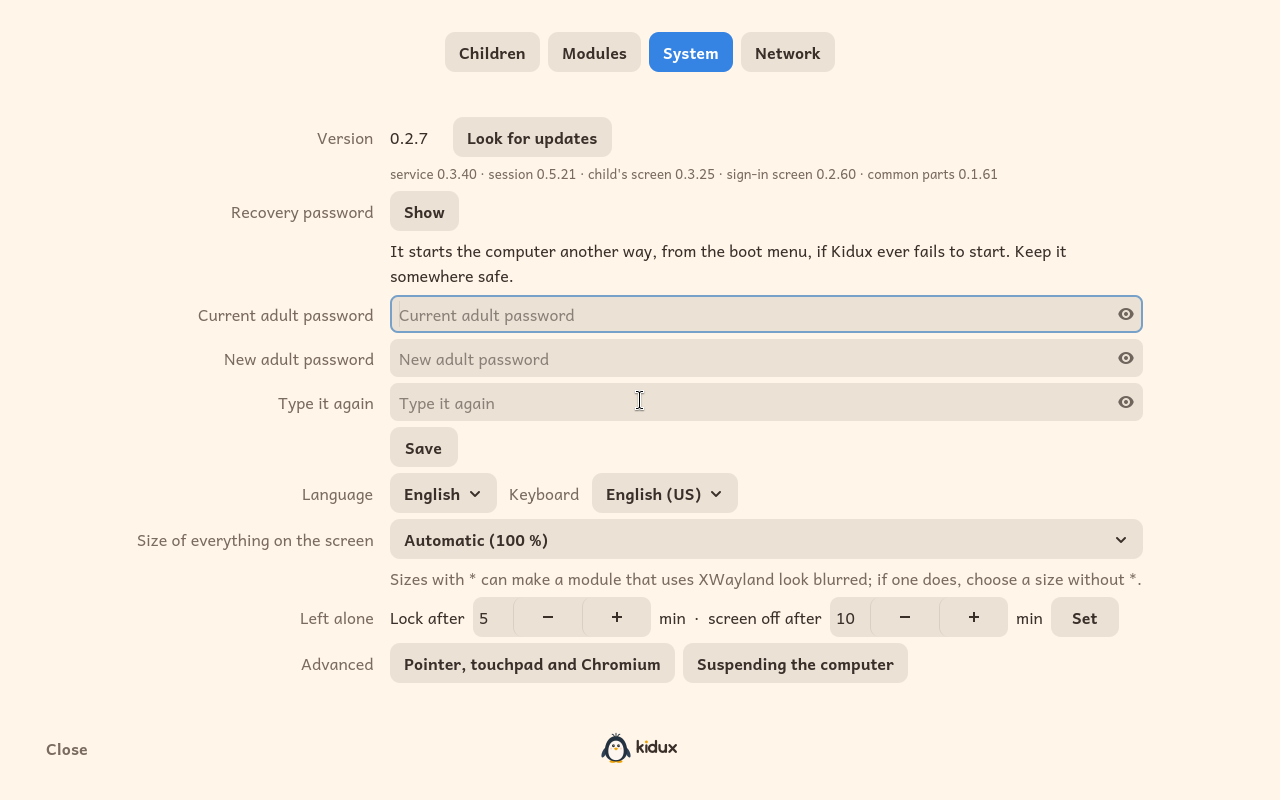 Children Modules System Network
Version 0.2.7 Look for updates
service 0.3.40 · session 0.5.21 · child's screen 0.3.25 · sign-in screen 0.2.60 · common parts 0.1.61
Recovery password Show
It starts the computer another way, from the boot menu, if Kidux ever fails to start. Keep it
somewhere safe.
Current adult password Current adult password
New adult password New adult password
Type it again Type it again
Save
Language English Keyboard English (US)
Size of everything on the screen Automatic (100 %)
Sizes with * can make a module that uses XWayland look blurred; if one does, choose a size without *.
Left alone Lock after 5 − + min · screen off after 10 − + min Set
Advanced Pointer, touchpad and Chromium Suspending the computer
Close kidux